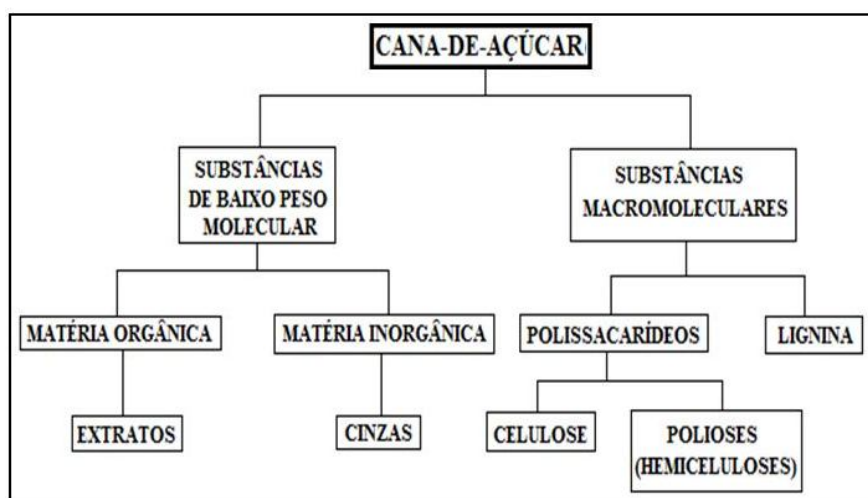 CANA-DE-AÇÚCAR
SUBSTÂNCIAS
DE BAIXO PESO
MOLECULAR
SUBSTÂNCIAS
MACROMOLECULARES
MATÉRIA ORGÂNICA
MATÉRIA INORGÂNICA
POLISSACARÍDEOS
LIGNINA
EXTRATOS
CINZAS
CELULOSE
POLIOSES
(HEMICELULOSES)